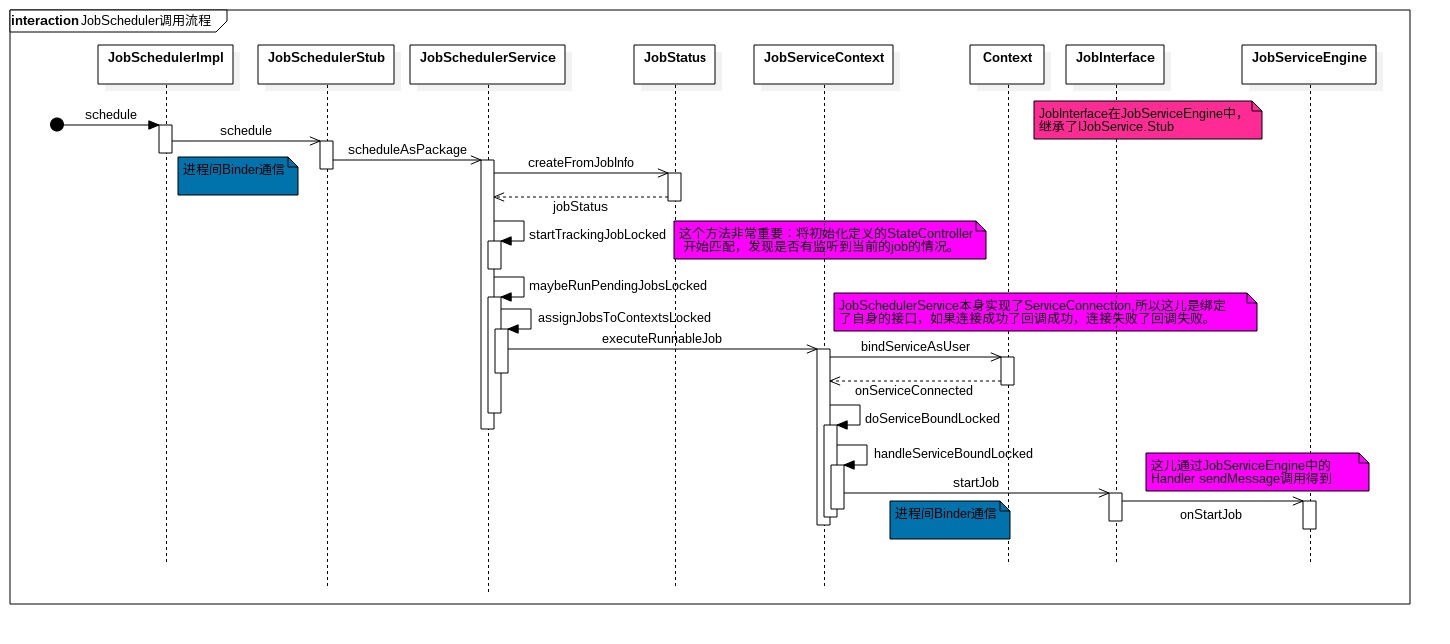 interaction JobScheduler调用流程
JobSchedulerImpl
JobSchedulerStub
JobSchedulerService
JobStatus
JobServiceContext
Context
JobInterface
JobServiceEngine
JobInterface在JobServiceEngine中，
继承了IJobService.Stub
schedule
schedule
scheduleAsPackage
进程间Binder通信
createFromJobInfo
jobStatus
startTrackingJobLocked
这个方法非常重要：将初始化定义的StateController
开始匹配，发现是否有监听到当前的job的情况。
maybeRunPendingJobsLocked
JobSchedulerService本身实现了ServiceConnection,所以这儿是绑定
了自身的接口，如果连接成功了回调成功，连接失败了回调失败。
assignJobsToContextsLocked
executeRunnableJob
bindServiceAsUser
onServiceConnected
doServiceBoundLocked
handleServiceBoundLocked
这儿通过JobServiceEngine中的
Handler sendMessage调用得到
startJob
进程间Binder通信
onStartJob